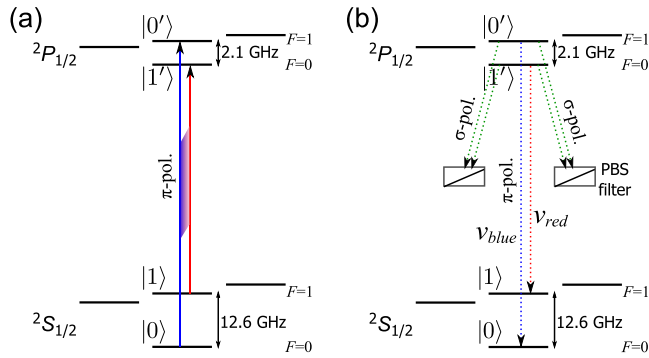 (a)
|0′⟩
F=1
²P₁/₂
2.1 GHz
|1′⟩
F=0
π-pol.
|1⟩
F=1
²S₁/₂
12.6 GHz
|0⟩
F=0
(b)
|0′⟩
F=1
²P₁/₂
2.1 GHz
|1′⟩
F=0
σ-pol.
σ-pol.
π-pol.
PBS
filter
ν_blue
ν_red
|1⟩
F=1
²S₁/₂
12.6 GHz
|0⟩
F=0